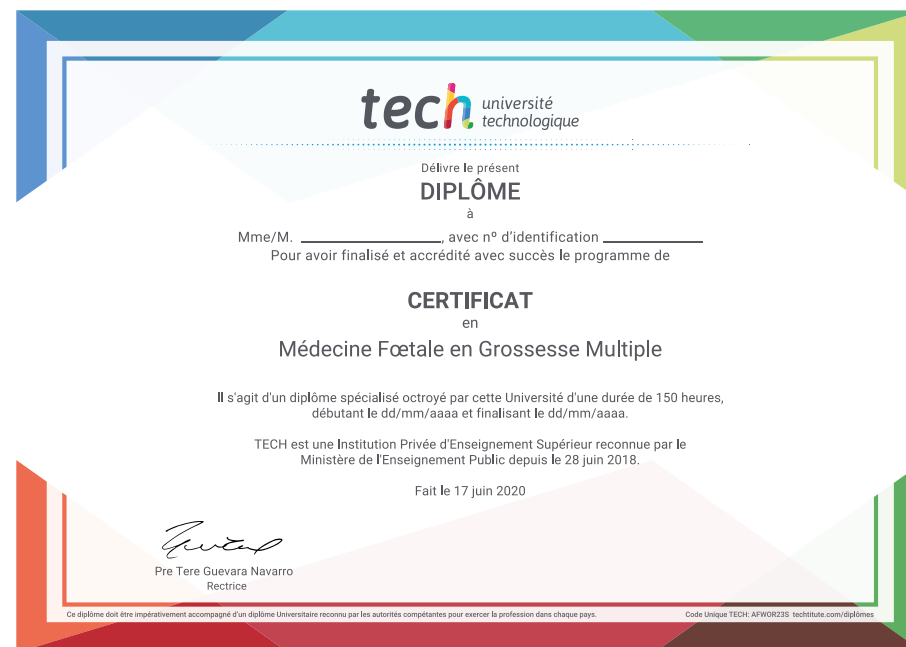 tech université
technologique
Délivre le présent
DIPLÔME
à
Mme/M. ____________________, avec nº d'identification ______________
Pour avoir finalisé et accrédité avec succès le programme de
CERTIFICAT
en
Médecine Fœtale en Grossesse Multiple
Il s'agit d'un diplôme spécialisé octroyé par cette Université d'une durée de 150 heures,
débutant le dd/mm/aaaa et finalisant le dd/mm/aaaa.
TECH est une Institution Privée d'Enseignement Supérieur reconnue par le
Ministère de l'Enseignement Public depuis le 28 juin 2018.
Fait le 17 juin 2020
Pre Tere Guevara Navarro
Rectrice
Ce diplôme doit être impérativement accompagné d'un diplôme Universitaire reconnu par les autorités compétantes pour exercer la profession dans chaque pays.
Code Unique TECH: AFWOR23S techtitute.com/diplômes